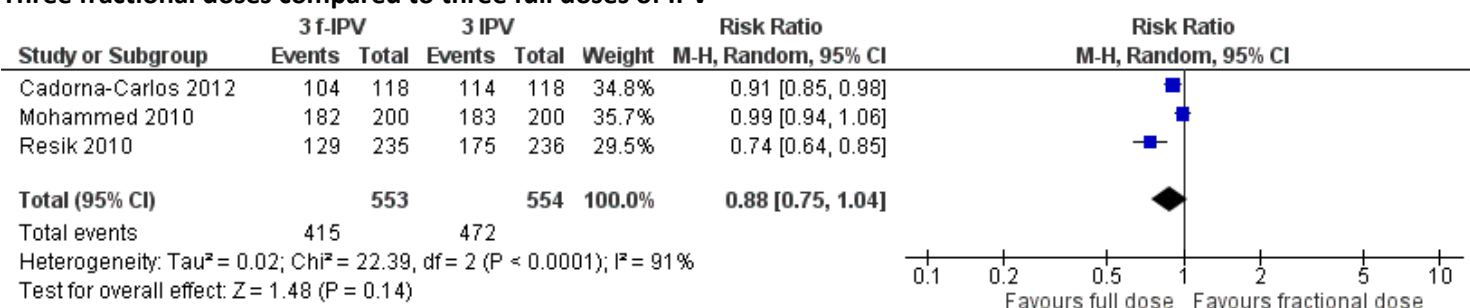 Three fractional doses compared to three full doses of IPV
3 f-IPV 3 IPV Risk Ratio Risk Ratio
Study or Subgroup Events Total Events Total Weight M-H, Random, 95% CI M-H, Random, 95% CI
Cadorna-Carlos 2012 104 118 114 118 34.8% 0.91 [0.85, 0.98]
Mohammed 2010 182 200 183 200 35.7% 0.99 [0.94, 1.06]
Resik 2010 129 235 175 236 29.5% 0.74 [0.64, 0.85]
Total (95% CI) 553 554 100.0% 0.88 [0.75, 1.04]
Total events 415 472
Heterogeneity: Tau² = 0.02; Chi² = 22.39, df = 2 (P < 0.0001); I² = 91%
Test for overall effect: Z = 1.48 (P = 0.14)
0.1 0.2 0.5 1 2 5 10
Favours full dose Favours fractional dose